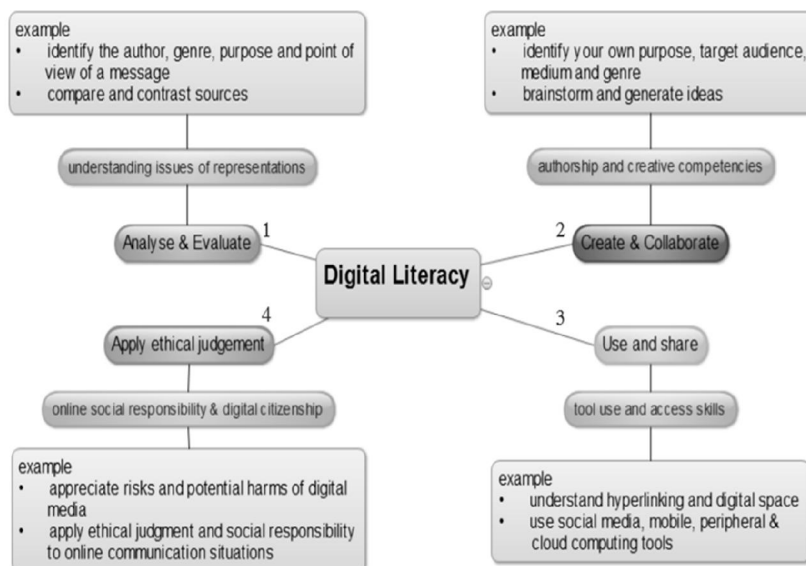 example
• identify the author, genre, purpose and point of
view of a message
• compare and contrast sources
understanding issues of representations
Analyse & Evaluate
1
example
• identify your own purpose, target audience,
medium and genre
• brainstorm and generate ideas
authorship and creative competencies
2
Create & Collaborate
Digital Literacy
4
Apply ethical judgement
online social responsibility & digital citizenship
example
• appreciate risks and potential harms of digital
media
• apply ethical judgment and social responsibility
to online communication situations
3
Use and share
tool use and access skills
example
• understand hyperlinking and digital space
• use social media, mobile, peripheral &
cloud computing tools